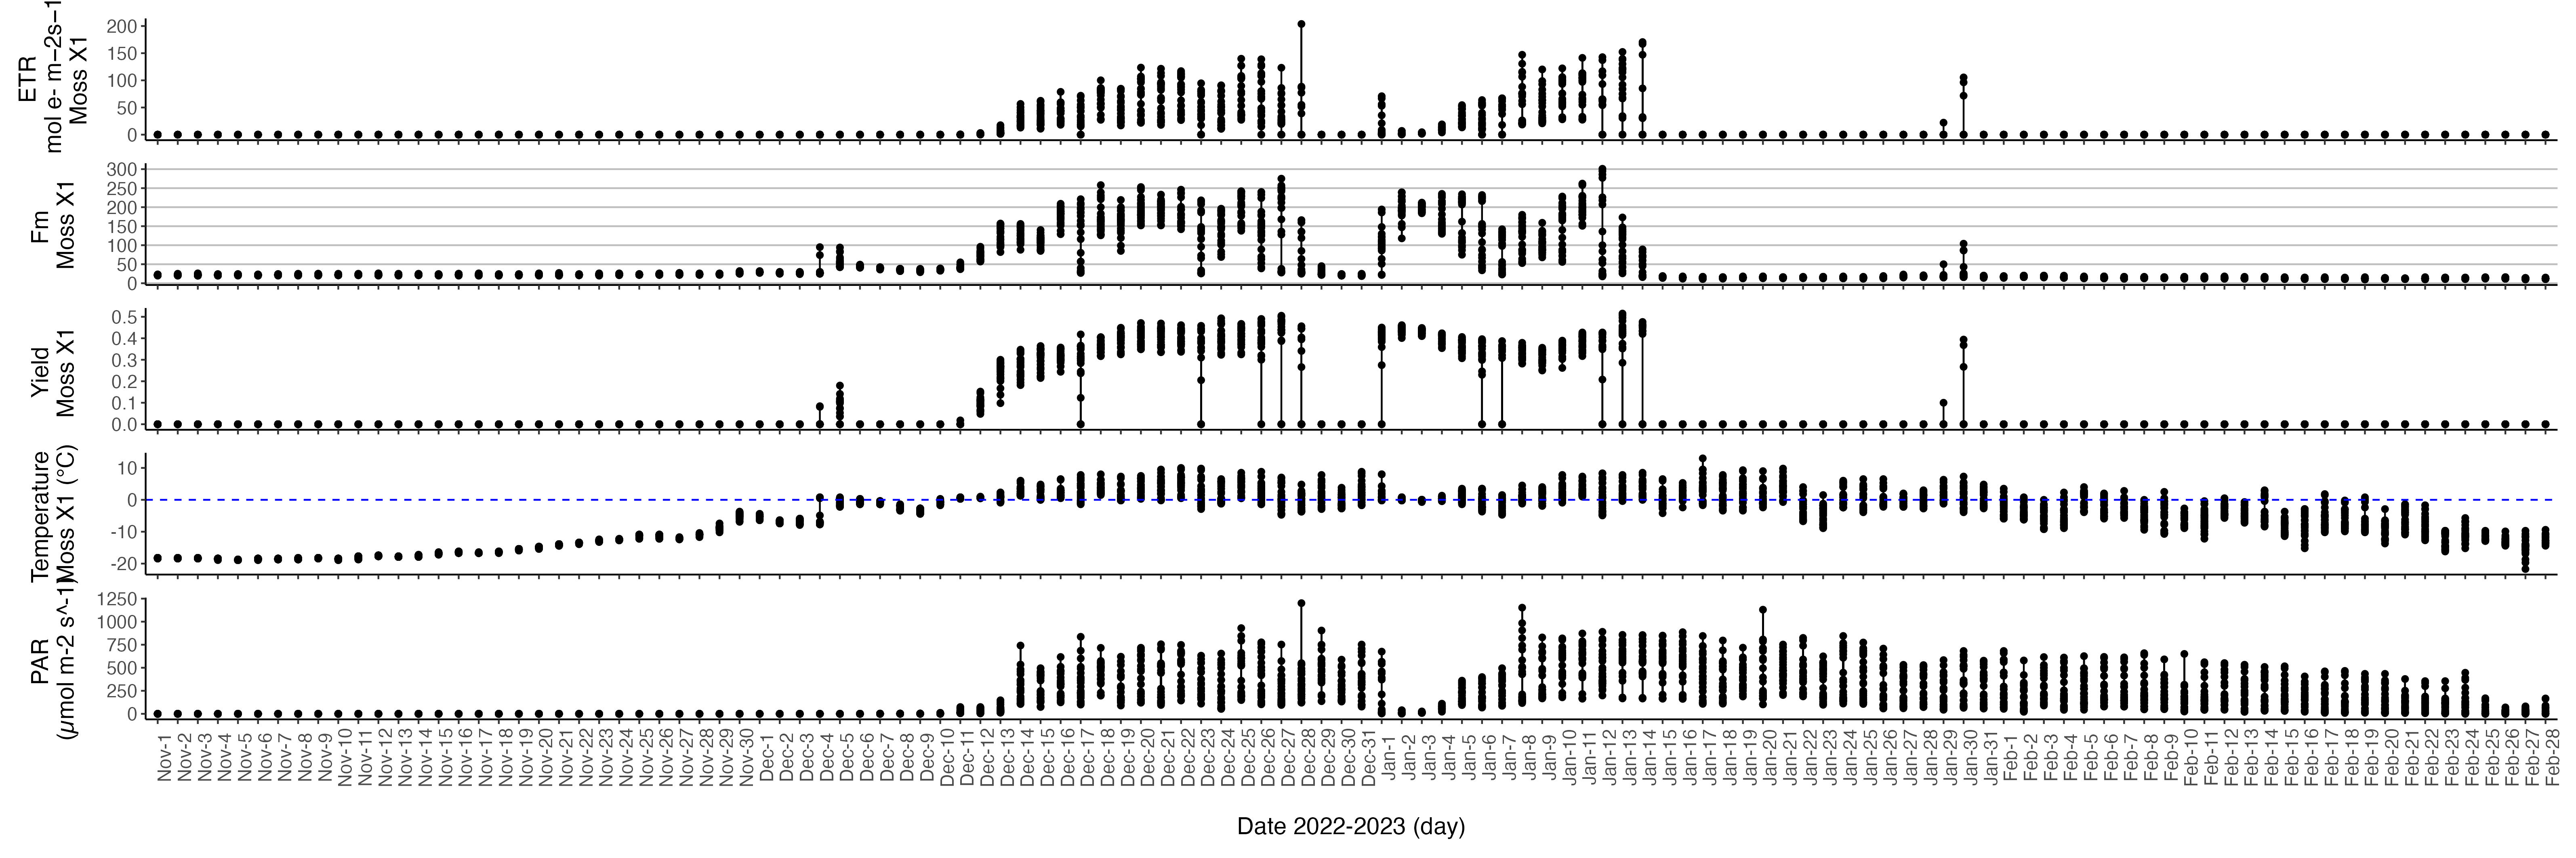 ETR
mol e- m−2s−1
Moss X1
200
150
100
50
0
Fm
Moss X1
300
250
200
150
100
50
0
Yield
Moss X1
0.5
0.4
0.3
0.2
0.1
0.0
Temperature
Moss X1 (°C)
10
0
-10
-20
PAR
(μmol m-2 s^-1)
1250
1000
750
500
250
0
Nov-1
Nov-2
Nov-3
Nov-4
Nov-5
Nov-6
Nov-7
Nov-8
Nov-9
Nov-10
Nov-11
Nov-12
Nov-13
Nov-14
Nov-15
Nov-16
Nov-17
Nov-18
Nov-19
Nov-20
Nov-21
Nov-22
Nov-23
Nov-24
Nov-25
Nov-26
Nov-27
Nov-28
Nov-29
Nov-30
Dec-1
Dec-2
Dec-3
Dec-4
Dec-5
Dec-6
Dec-7
Dec-8
Dec-9
Dec-10
Dec-11
Dec-12
Dec-13
Dec-14
Dec-15
Dec-16
Dec-17
Dec-18
Dec-19
Dec-20
Dec-21
Dec-22
Dec-23
Dec-24
Dec-25
Dec-26
Dec-27
Dec-28
Dec-29
Dec-30
Dec-31
Jan-1
Jan-2
Jan-3
Jan-4
Jan-5
Jan-6
Jan-7
Jan-8
Jan-9
Jan-10
Jan-11
Jan-12
Jan-13
Jan-14
Jan-15
Jan-16
Jan-17
Jan-18
Jan-19
Jan-20
Jan-21
Jan-22
Jan-23
Jan-24
Jan-25
Jan-26
Jan-27
Jan-28
Jan-29
Jan-30
Jan-31
Feb-1
Feb-2
Feb-3
Feb-4
Feb-5
Feb-6
Feb-7
Feb-8
Feb-9
Feb-10
Feb-11
Feb-12
Feb-13
Feb-14
Feb-15
Feb-16
Feb-17
Feb-18
Feb-19
Feb-20
Feb-21
Feb-22
Feb-23
Feb-24
Feb-25
Feb-26
Feb-27
Feb-28
Date 2022-2023 (day)